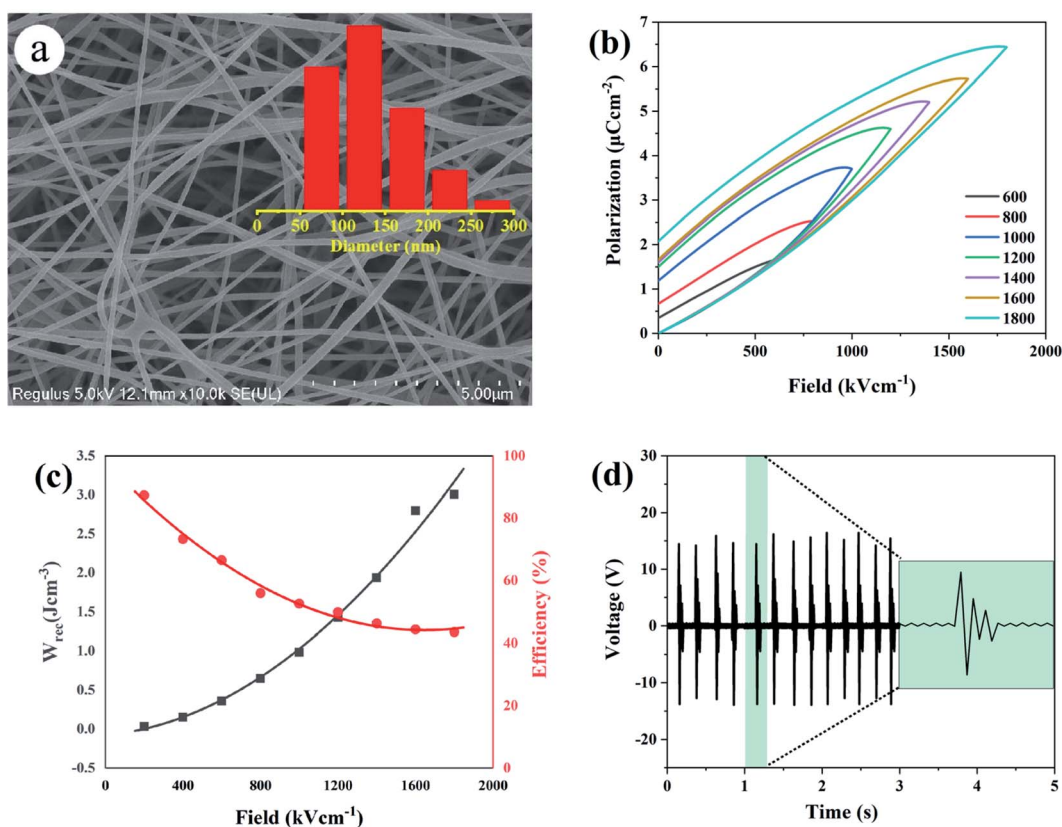 a
0 50 100 150 200 250 300
Diameter (nm)
Regulus 5.0kV 12.1mm x10.0k SE(UL) 5.00μm
(b)
Polarization (μCcm⁻²)
7
6
5
4
3
2
1
0
600
800
1000
1200
1400
1600
1800
0 500 1000 1500 2000
Field (kVcm⁻¹)
(c)
W_rec (Jcm⁻³)
3.5
3.0
2.5
2.0
1.5
1.0
0.5
0.0
-0.5
100
80
60
40
20
0
Efficiency (%)
0 400 800 1200 1600 2000
Field (kVcm⁻¹)
(d)
Voltage (V)
30
20
10
0
-10
-20
0 1 2 3 4 5
Time (s)